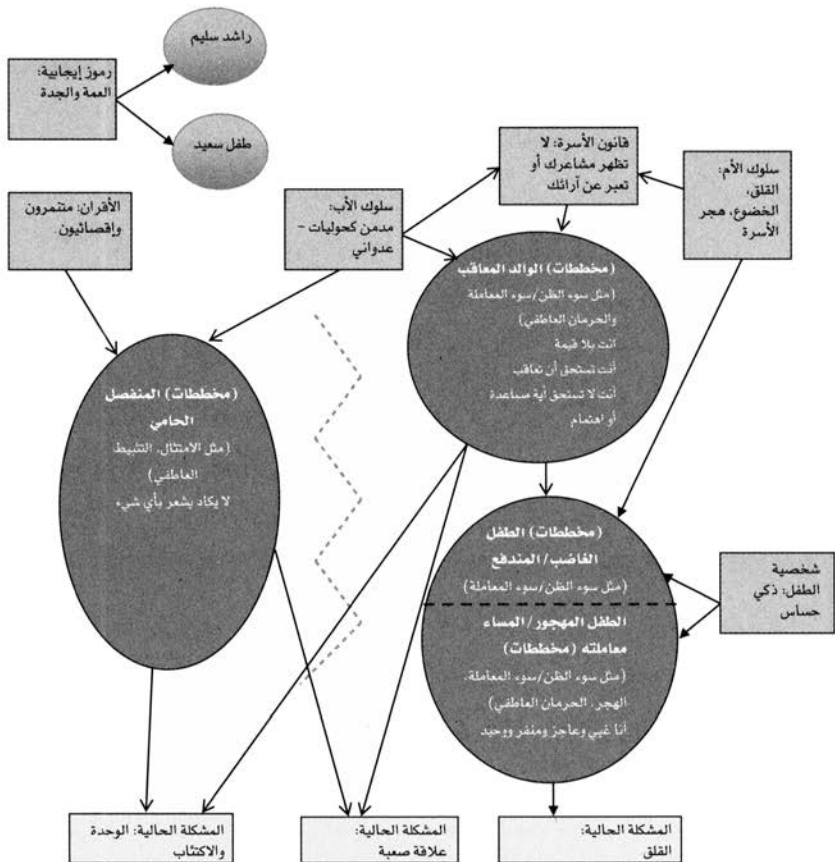 راشد سليم
رموز إيجابية:
العمة والجدة
طفل سعيد
قانون الأسرة: لا
تظهر مشاعرك أو
تعبر عن آرائك
سلوك الأم:
القلق،
الخضوع، هجر
الأسرة
سلوك الأب:
مدمن كحوليات –
عدواني
الأقران: متنمرون
وإقصائيون
(مخططات) الوالد المعاقب
(مثل سوء الظن/سوء المعاملة
والحرمان العاطفي)
انت بلا قيمة
أنت تستحق أن تعاقب
أنت لا تستحق أية مساعدة
أو اهتمام
(مخططات) المنفصل
الحامي
(مثل الامتثال، التثبيط
العاطفي)
لا يكاد يشعر بأي شيء
(مخططات) الطفل
الغاضب/المندفع
(مثل سوء الظن/سوء المعاملة)
الطفل المهجور/المساء
معاملته (مخططات)
(مثل سوء الظن/سوء المعاملة،
الهجر، الحرمان العاطفي)
أنا غبي وعاجز ومنفر ووحيد
شخصية
الطفل: ذكي
حساس
المشكلة الحالية: الوحدة
والاكتئاب
المشكلة الحالية:
علاقة صعبة
المشكلة الحالية:
القلق